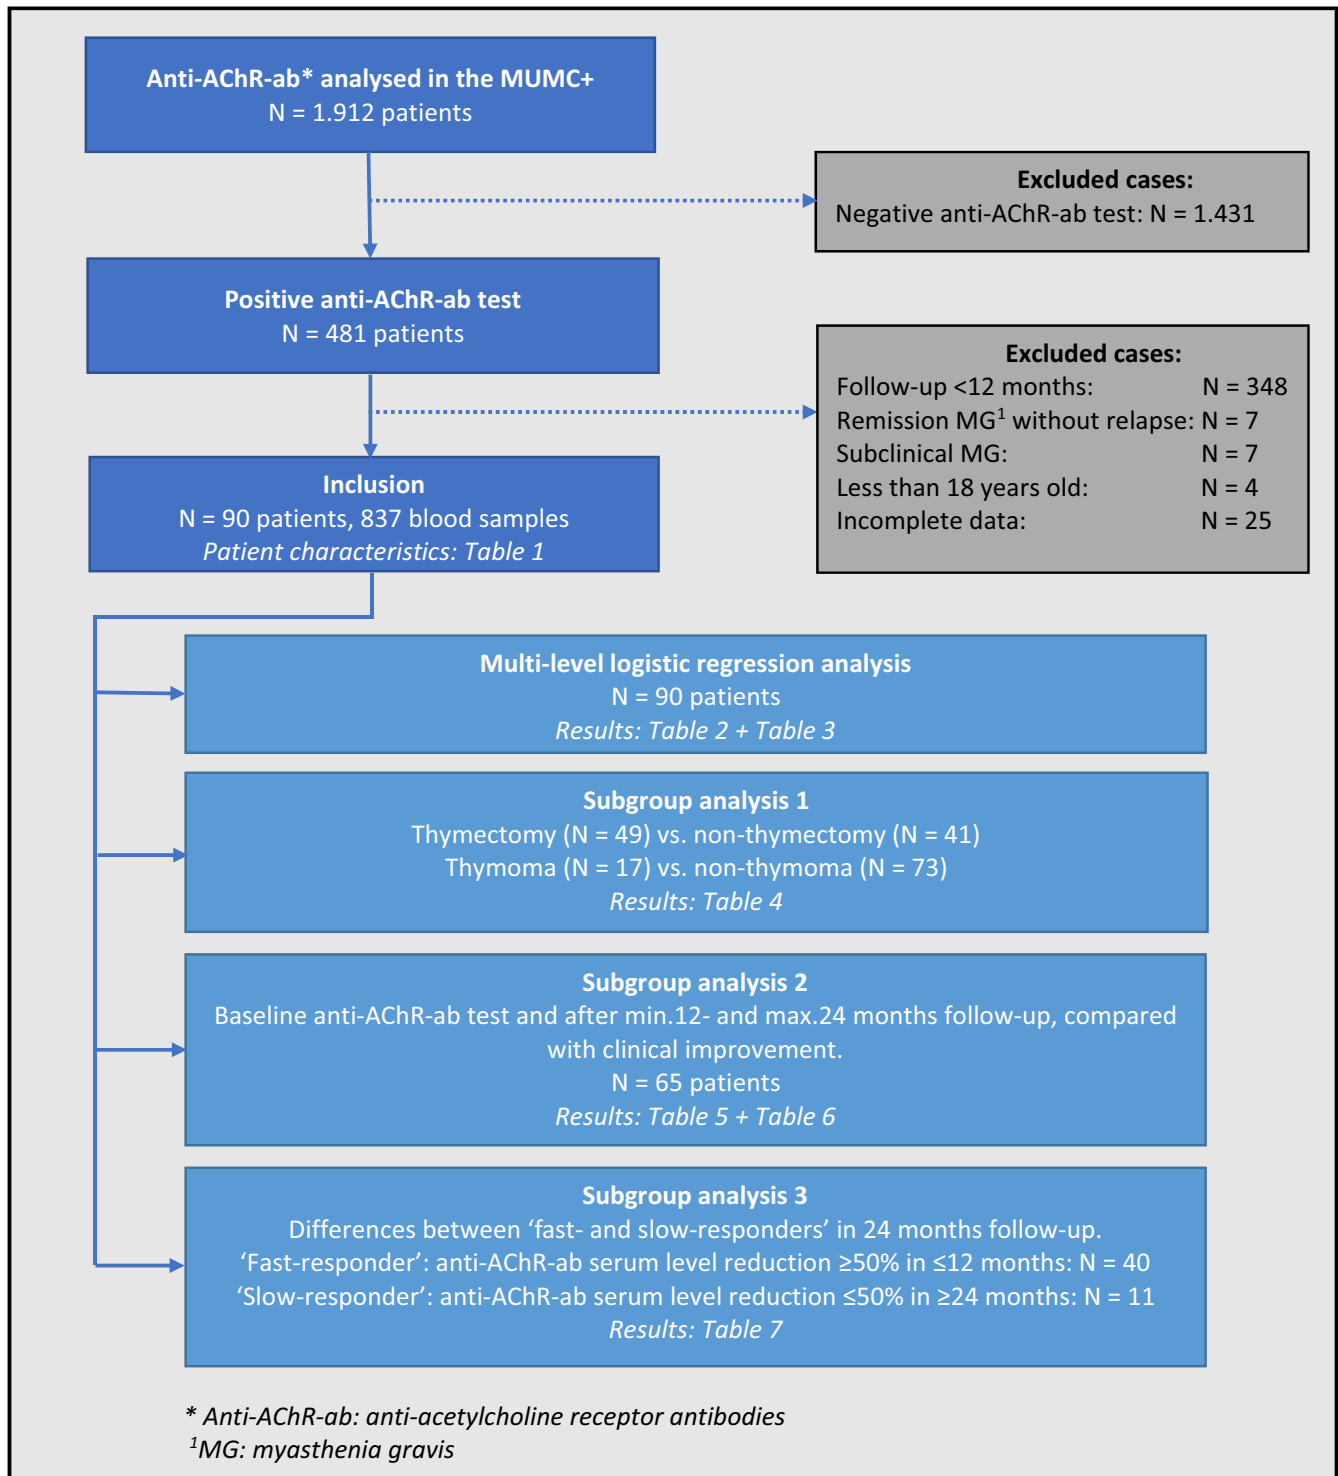 Anti-AChR-ab* analysed in the MUMC+
N = 1.912 patients
Excluded cases:
Negative anti-AChR-ab test: N = 1.431
Positive anti-AChR-ab test
N = 481 patients
Excluded cases:
Follow-up <12 months: N = 348
Remission MG¹ without relapse: N = 7
Subclinical MG: N = 7
Less than 18 years old: N = 4
Incomplete data: N = 25
Inclusion
N = 90 patients, 837 blood samples
Patient characteristics: Table 1
Multi-level logistic regression analysis
N = 90 patients
Results: Table 2 + Table 3
Subgroup analysis 1
Thymectomy (N = 49) vs. non-thymectomy (N = 41)
Thymoma (N = 17) vs. non-thymoma (N = 73)
Results: Table 4
Subgroup analysis 2
Baseline anti-AChR-ab test and after min.12- and max.24 months follow-up, compared
with clinical improvement.
N = 65 patients
Results: Table 5 + Table 6
Subgroup analysis 3
Differences between ‘fast- and slow-responders’ in 24 months follow-up.
‘Fast-responder’: anti-AChR-ab serum level reduction ≥50% in ≤12 months: N = 40
‘Slow-responder’: anti-AChR-ab serum level reduction ≤50% in ≥24 months: N = 11
Results: Table 7
* Anti-AChR-ab: anti-acetylcholine receptor antibodies
¹MG: myasthenia gravis